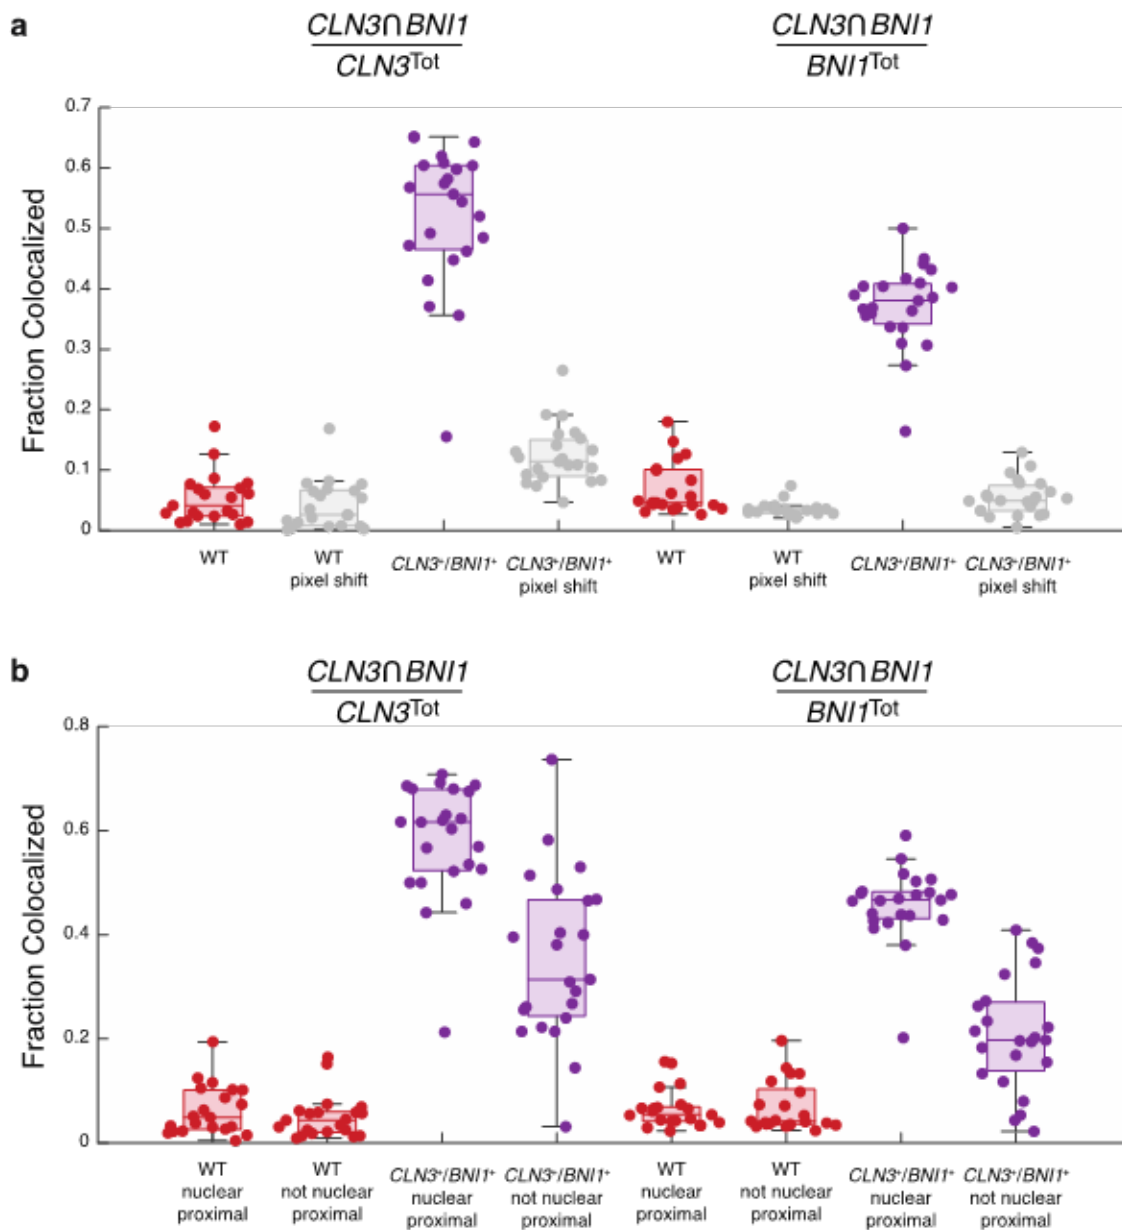 a
CLN3∩BNI1 CLN3∩BNI1
CLN3Tot BNI1Tot
0.7
0.6
0.5
0.4
0.3
0.2
0.1
0
Fraction Colocalized
WT WT CLN3+/BNI1+ CLN3+/BNI1+ WT WT CLN3+/BNI1+ CLN3+/BNI1+
pixel shift pixel shift pixel shift pixel shift
b
CLN3∩BNI1 CLN3∩BNI1
CLN3Tot BNI1Tot
0.8
0.6
0.4
0.2
0
Fraction Colocalized
WT WT CLN3+/BNI1+ CLN3+/BNI1+ WT WT CLN3+/BNI1+ CLN3+/BNI1+
nuclear not nuclear nuclear not nuclear nuclear not nuclear nuclear not nuclear
proximal proximal proximal proximal proximal proximal proximal proximal